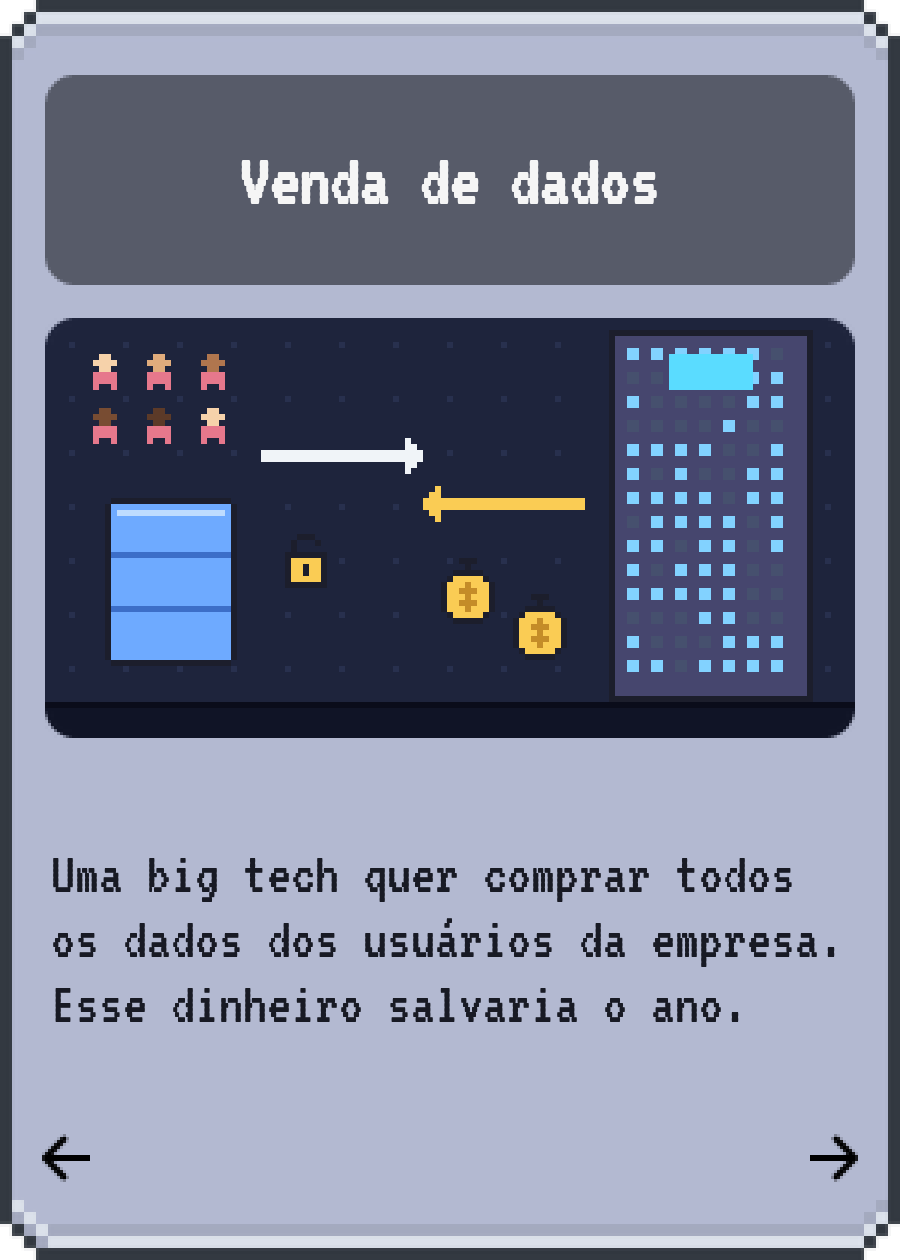 Venda de dados
Uma big tech quer comprar todos
os dados dos usuários da empresa.
Esse dinheiro salvaria o ano.